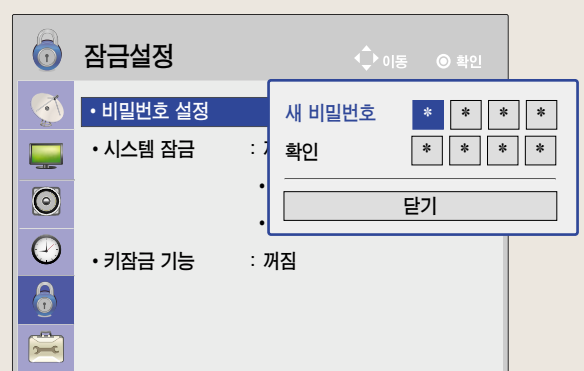 잠금설정
이동 확인
• 비밀번호 설정
• 시스템 잠금 :
•
•
• 키잠금 기능 : 꺼짐
새 비밀번호 * * * *
확인 * * * *
닫기